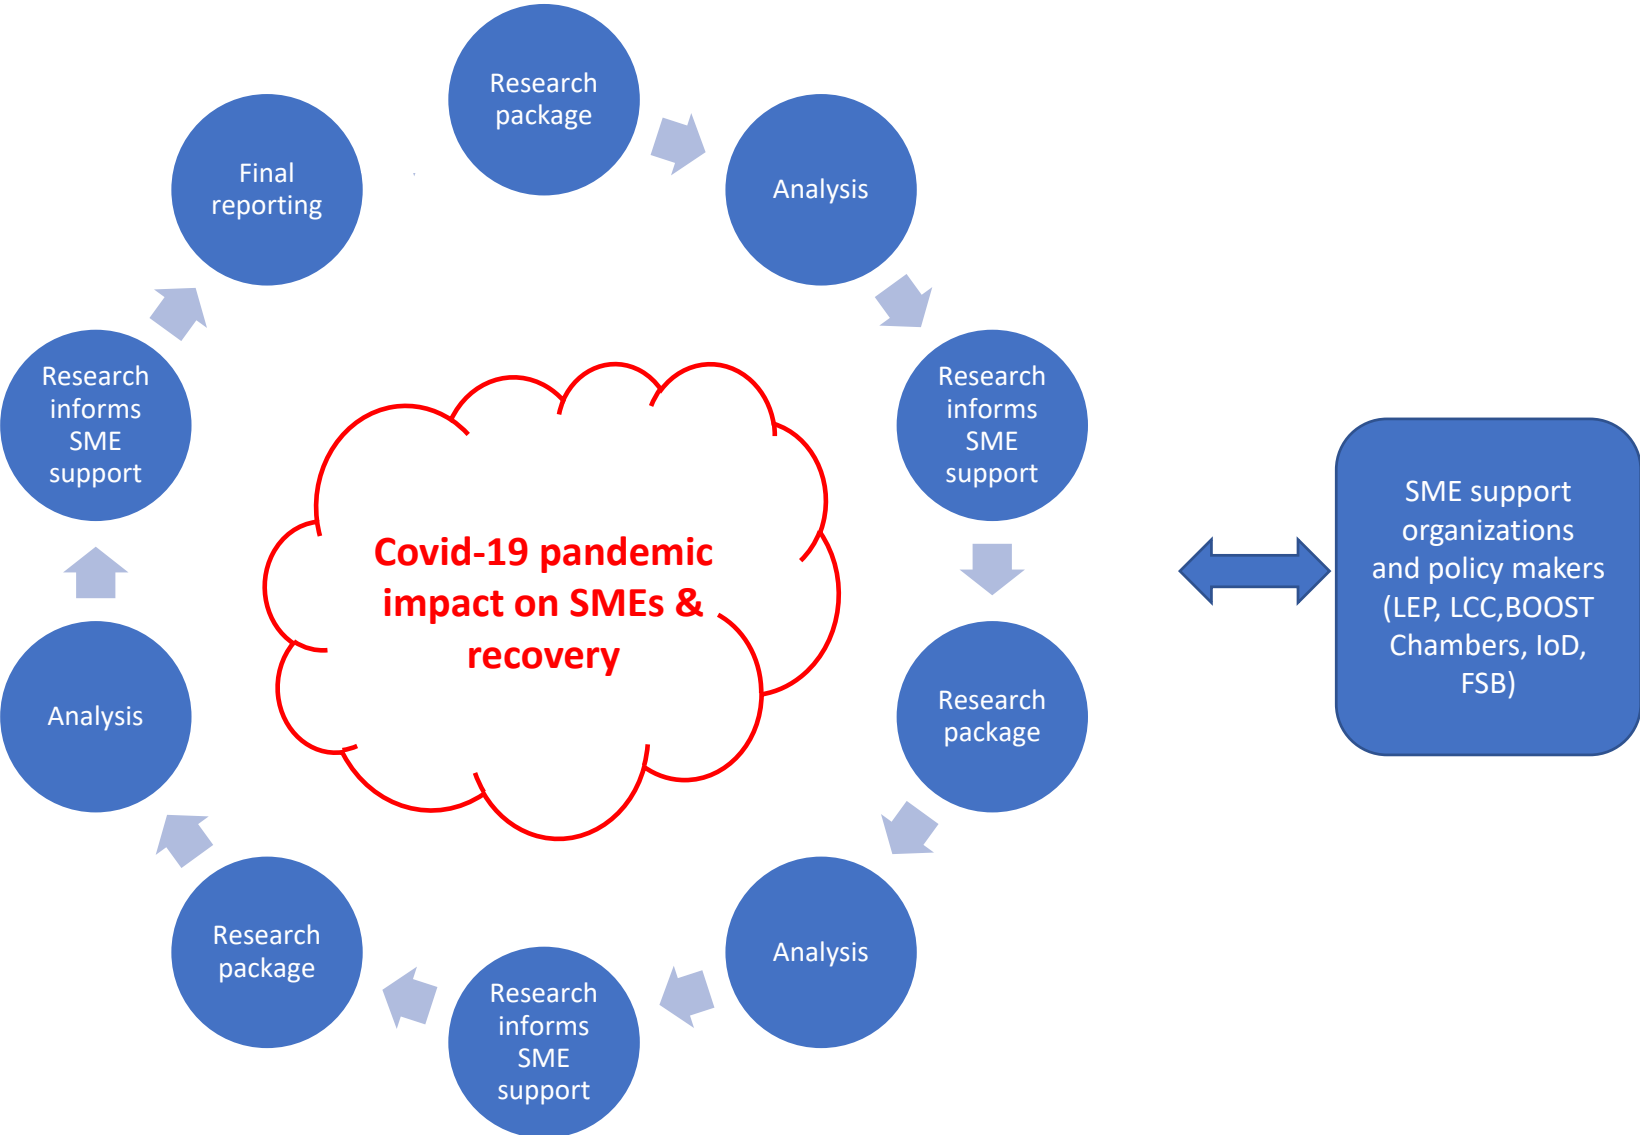 Research
package
Analysis
Research
informs
SME
support
Research
package
Analysis
Research
informs
SME
support
Research
package
Analysis
Research
informs
SME
support
Final
reporting
Covid-19 pandemic
impact on SMEs &
recovery
SME support
organizations
and policy makers
(LEP, LCC,BOOST
Chambers, IoD,
FSB)